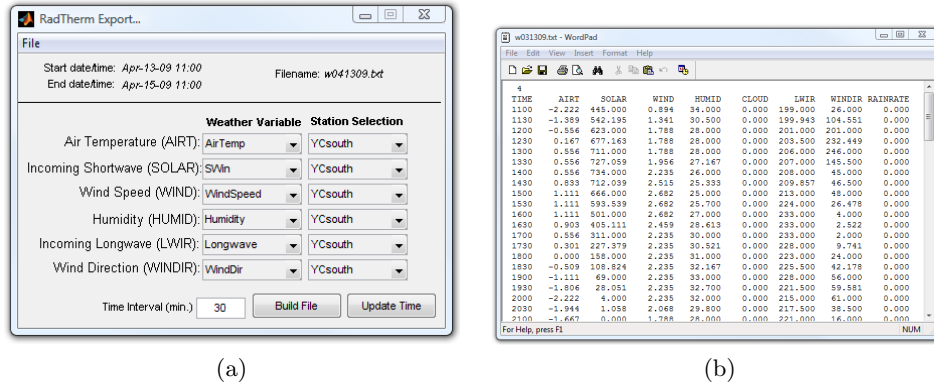 RadTherm Export...
File
Start date/time: Apr-13-09 11:00
End date/time: Apr-15-09 11:00
Filename: w041309.txt
Weather Variable Station Selection
Air Temperature (AIRT): AirTemp YCsouth
Incoming Shortwave (SOLAR): SWin YCsouth
Wind Speed (WIND): WindSpeed YCsouth
Humidity (HUMID): Humidity YCsouth
Incoming Longwave (LWIR): Longwave YCsouth
Wind Direction (WINDIR): WindDir YCsouth
Time Interval (min.) 30 Build File Update Time
(a)
w031309.txt - WordPad
File Edit View Insert Format Help
4
TIME AIRT SOLAR WIND HUMID CLOUD LWIR WINDIR RAINRATE
1100 -2.222 445.000 0.894 34.000 0.000 199.000 26.000 0.000
1130 -1.389 542.195 1.341 30.500 0.000 199.943 104.551 0.000
1200 -0.556 623.000 1.788 28.000 0.000 201.000 201.000 0.000
1230 0.167 677.163 1.788 28.000 0.000 203.500 232.449 0.000
1300 0.556 711.000 1.788 28.000 0.000 206.000 246.000 0.000
1330 0.556 727.059 1.956 27.167 0.000 207.000 145.500 0.000
1400 0.556 734.000 2.235 26.000 0.000 208.000 45.000 0.000
1430 0.833 712.039 2.515 25.333 0.000 209.857 46.500 0.000
1500 1.111 666.000 2.682 25.000 0.000 213.000 48.000 0.000
1530 1.111 593.539 2.682 25.700 0.000 224.000 26.478 0.000
1600 1.111 501.000 2.682 27.000 0.000 233.000 4.000 0.000
1630 0.903 405.111 2.459 28.613 0.000 233.000 2.522 0.000
1700 0.556 311.000 2.235 30.000 0.000 233.000 2.000 0.000
1730 0.301 227.379 2.235 30.521 0.000 228.000 9.741 0.000
1800 0.000 158.000 2.235 31.000 0.000 223.000 24.000 0.000
1830 -0.509 108.824 2.235 32.167 0.000 225.500 42.178 0.000
1900 -1.111 69.000 2.235 33.000 0.000 228.000 56.000 0.000
1930 -1.806 28.051 2.235 32.700 0.000 221.500 59.581 0.000
2000 -2.222 4.000 2.235 32.000 0.000 215.000 61.000 0.000
2030 -1.944 1.058 2.068 29.800 0.000 217.500 38.500 0.000
2100 -1.667 0.000 1.788 28.000 0.000 221.000 16.000 0.000
For Help, press F1 NUM
(b)